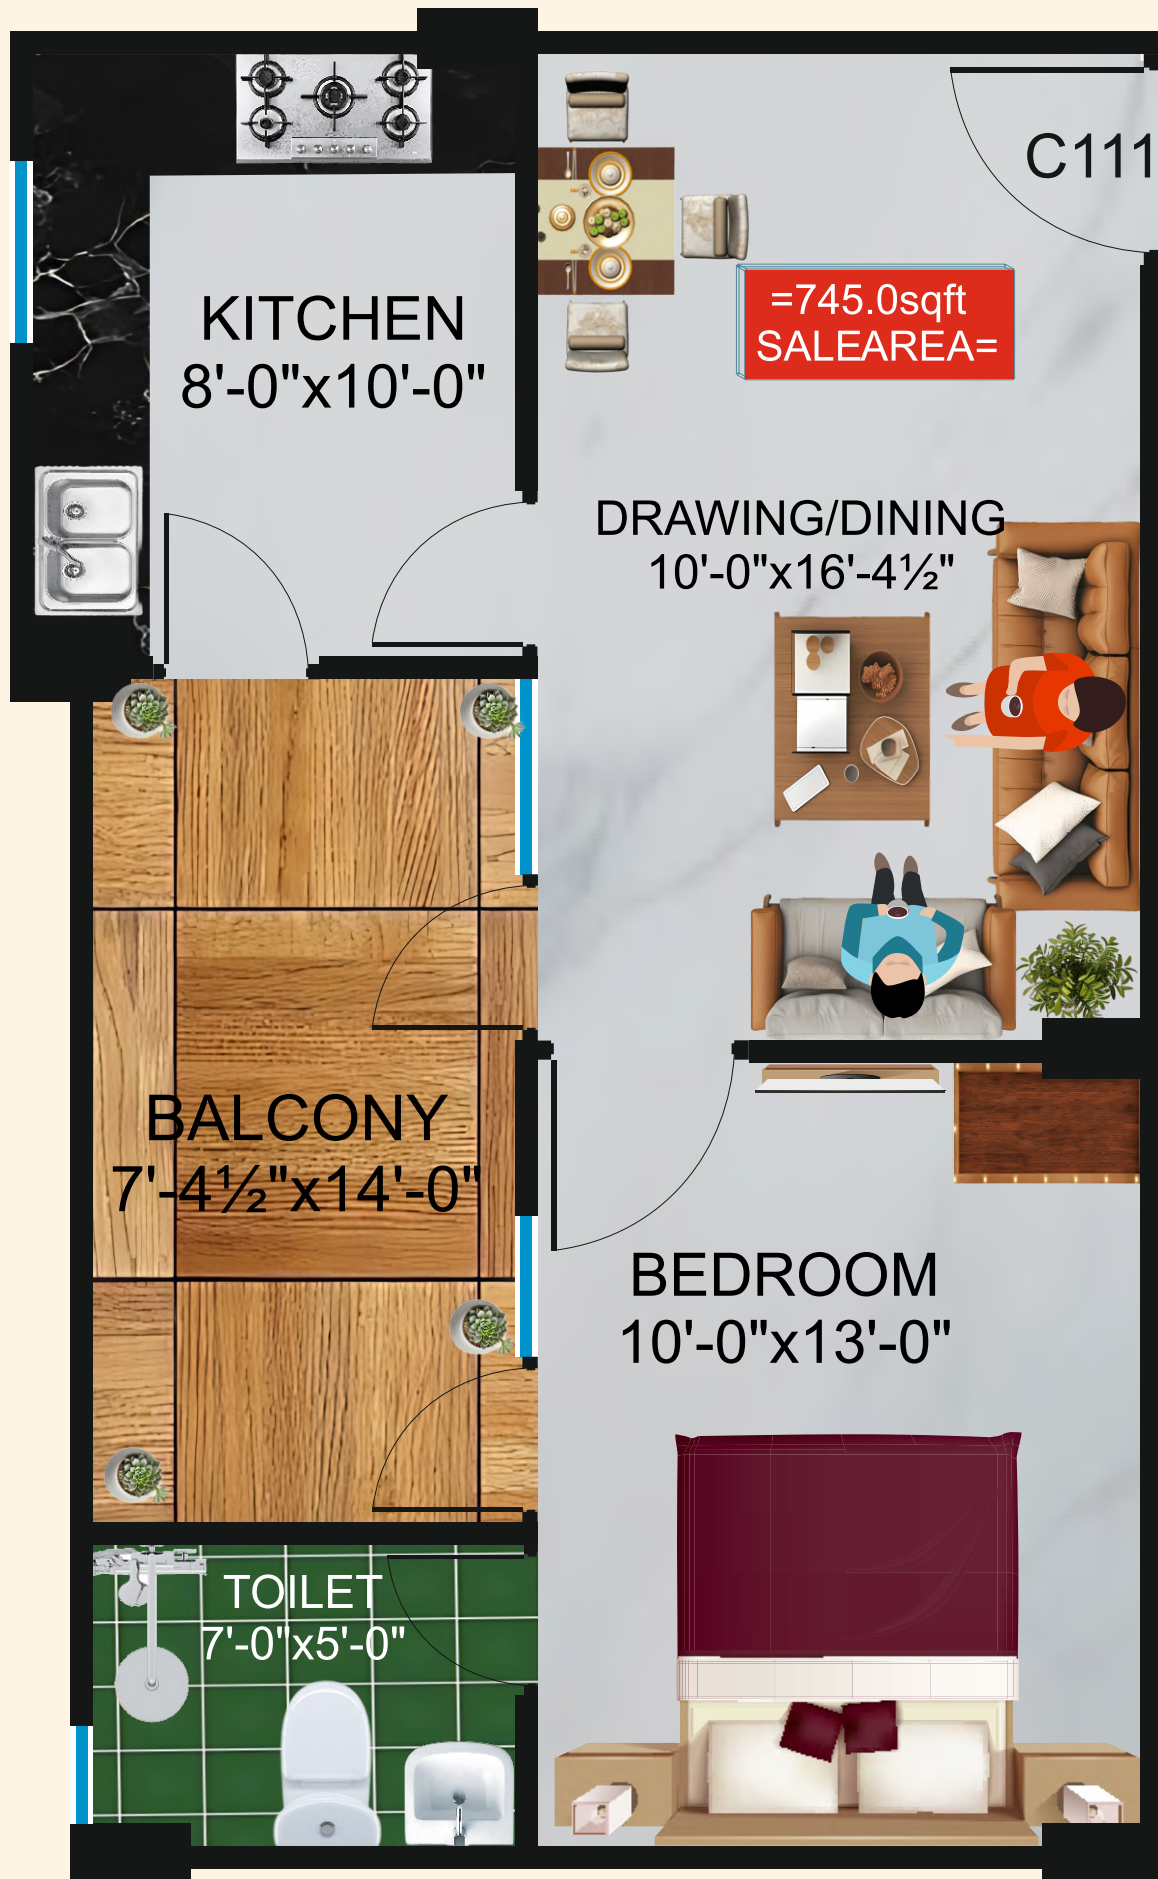 C111
=745.0sqft
SALEAREA=
KITCHEN
8'-0"x10'-0"
DRAWING/DINING
10'-0"x16'-4½"
BALCONY
7'-4½"x14'-0"
BEDROOM
10'-0"x13'-0"
TOILET
7'-0"x5'-0"